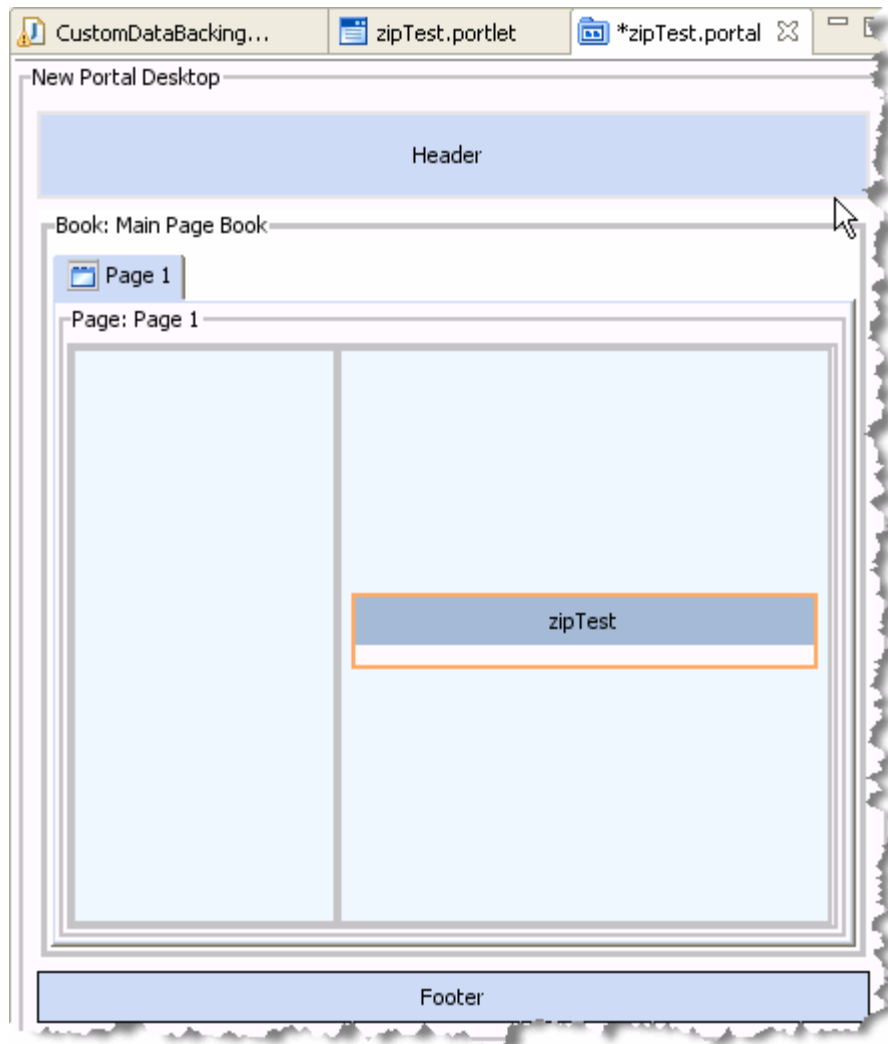 CustomDataBacking... zipTest.portlet *zipTest.portal
New Portal Desktop
Header
Book: Main Page Book
Page 1
Page: Page 1
zipTest
Footer